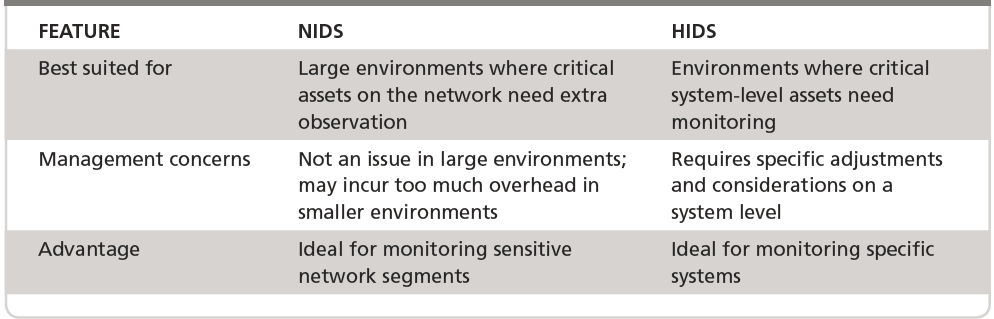 FEATURE NIDS HIDS
Best suited for Large environments where critical Environments where critical
assets on the network need extra system-level assets need
observation monitoring
Management concerns Not an issue in large environments; Requires specific adjustments
may incur too much overhead in and considerations on a
smaller environments system level
Advantage Ideal for monitoring sensitive Ideal for monitoring specific
network segments systems